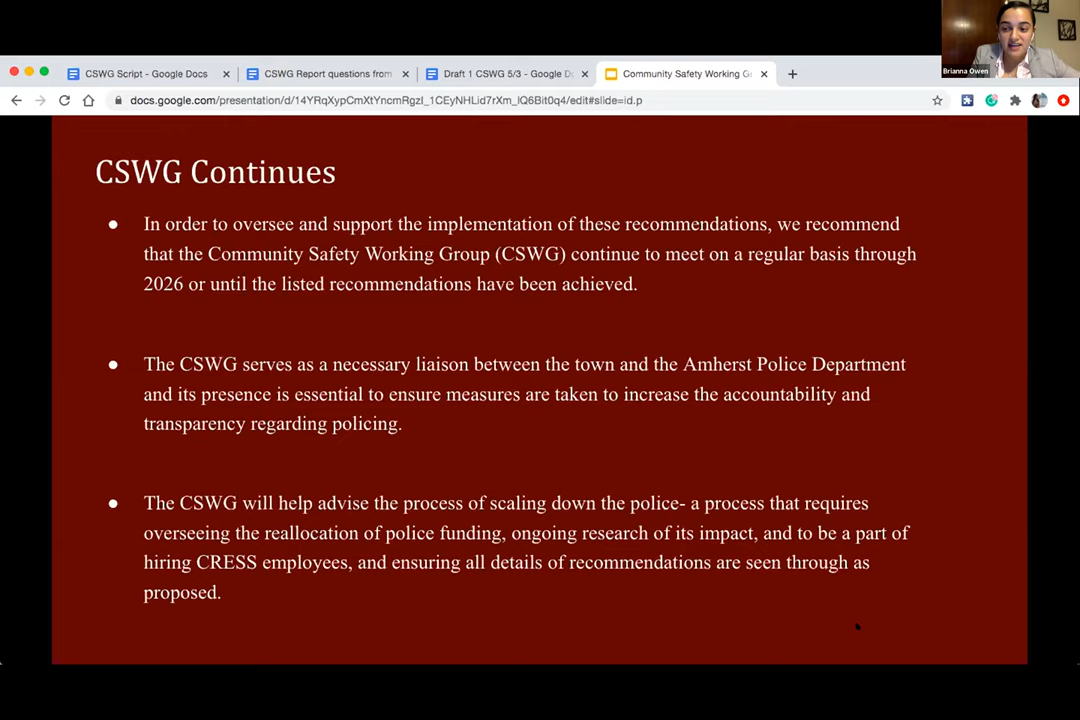 Brianna Owen
CSWG Script - Google Docs
CSWG Report questions from
Draft 1 CSWG 5/3 - Google Dc
Community Safety Working G
docs.google.com/presentation/d/14YRqXypCmXtYncmRgzI_1CEyNHLid7rXm_lQ6Bit0q4/edit#slide=id.p
CSWG Continues
● In order to oversee and support the implementation of these recommendations, we recommend
that the Community Safety Working Group (CSWG) continue to meet on a regular basis through
2026 or until the listed recommendations have been achieved.
● The CSWG serves as a necessary liaison between the town and the Amherst Police Department
and its presence is essential to ensure measures are taken to increase the accountability and
transparency regarding policing.
● The CSWG will help advise the process of scaling down the police- a process that requires
overseeing the reallocation of police funding, ongoing research of its impact, and to be a part of
hiring CRESS employees, and ensuring all details of recommendations are seen through as
proposed.